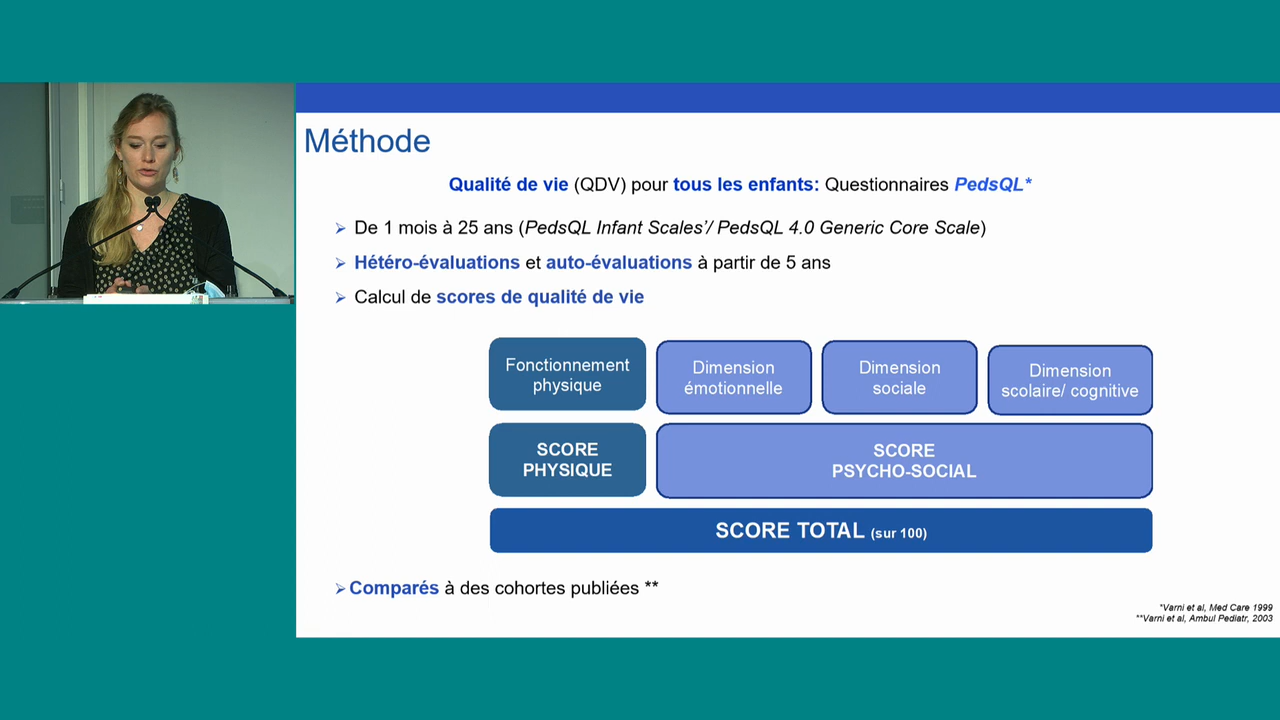 Méthode
Qualité de vie (QDV) pour tous les enfants: Questionnaires PedsQL*
➢ De 1 mois à 25 ans (PedsQL Infant Scales’/ PedsQL 4.0 Generic Core Scale)
➢ Hétéro-évaluations et auto-évaluations à partir de 5 ans
➢ Calcul de scores de qualité de vie
Fonctionnement
physique
Dimension
émotionnelle
Dimension
sociale
Dimension
scolaire/ cognitive
SCORE
PHYSIQUE
SCORE
PSYCHO-SOCIAL
SCORE TOTAL (sur 100)
➢ Comparés à des cohortes publiées **
*Varni et al, Med Care 1999
**Varni et al, Ambul Pediatr, 2003